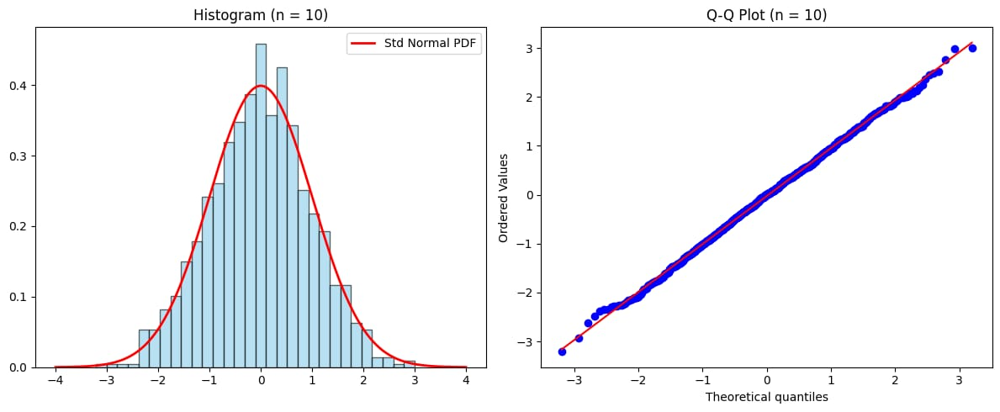 Histogram (n = 10)
Std Normal PDF
0.4
0.3
0.2
0.1
0.0
−4 −3 −2 −1 0 1 2 3 4
Q-Q Plot (n = 10)
Ordered Values
3
2
1
0
−1
−2
−3
−3 −2 −1 0 1 2 3
Theoretical quantiles